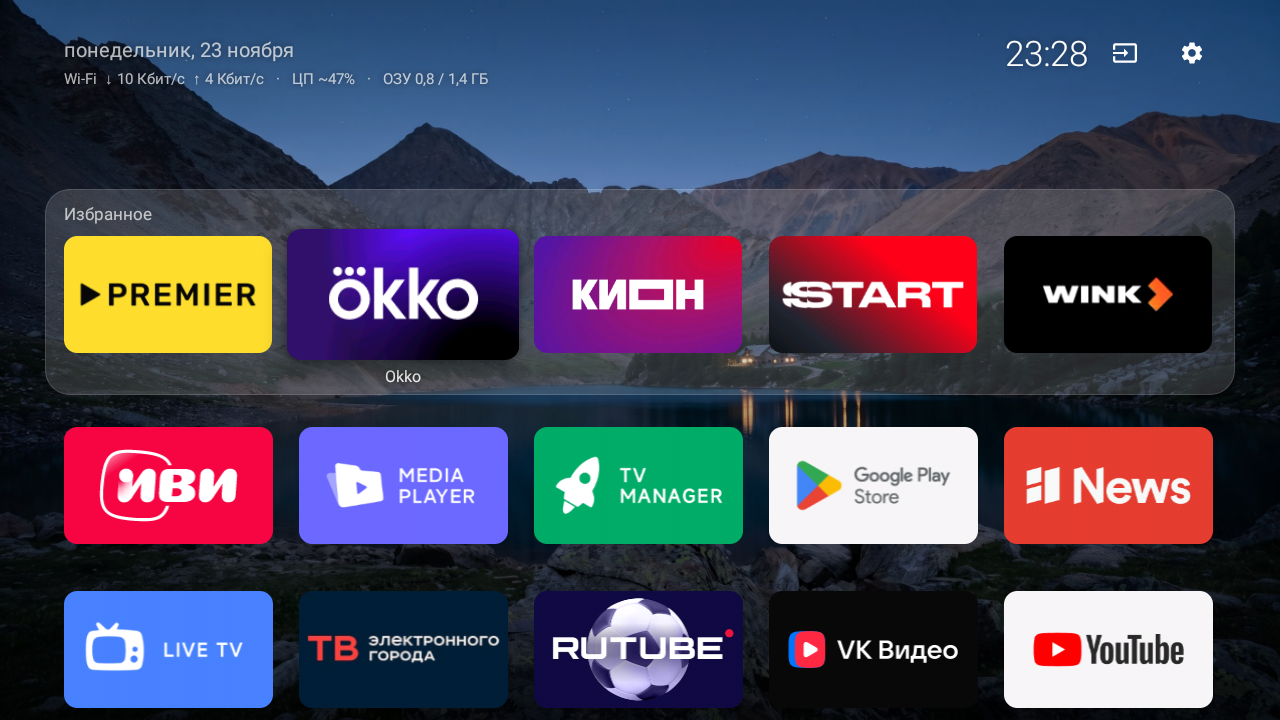 понедельник, 23 ноября
23:28
Wi-Fi ↓ 10 Кбит/с ↑ 4 Кбит/с · ЦП ~47% · ОЗУ 0,8 / 1,4 ГБ
Избранное
PREMIER
okko
КИОН
START
WINK
Okko
иви
MEDIA
PLAYER
TV
MANAGER
Google Play
Store
News
LIVE TV
ТВ
ЭЛЕКТРОННОГО
ГОРОДА
RUTUBE
VK Видео
YouTube